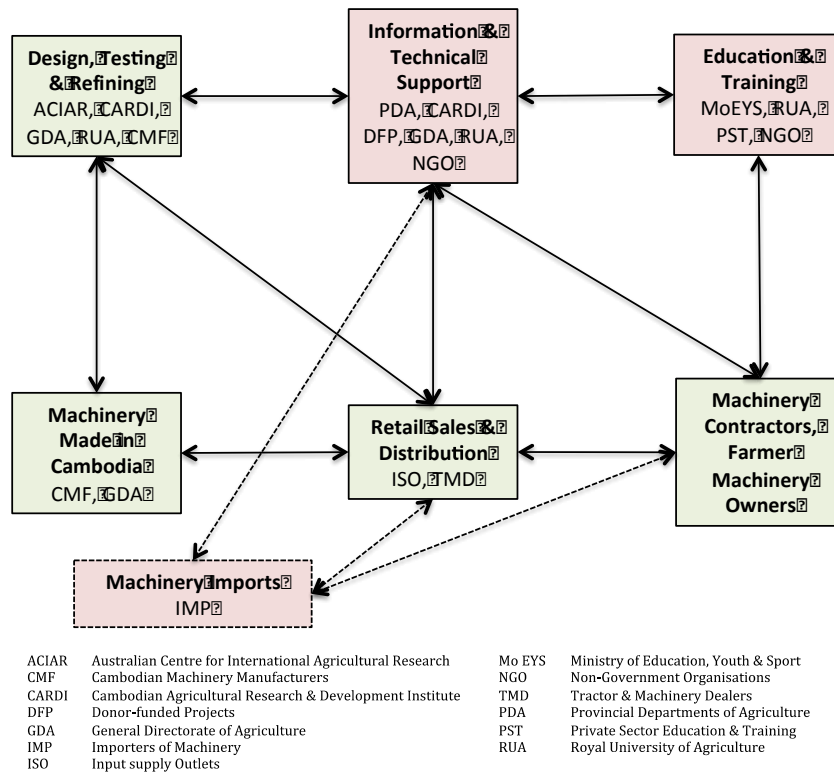 Design, Testing
& Refining
ACIAR, CARDI,
GDA, RUA, CMF
Information &
Technical
Support
PDA, CARDI,
DFP, GDA, RUA,
NGO
Education &
Training
MoEYS, RUA,
PST, NGO
Machinery
Made in
Cambodia
CMF, GDA
Retail Sales &
Distribution
ISO, TMD
Machinery
Contractors,
Farmer
Machinery
Owners
Machinery Imports
IMP
ACIAR Australian Centre for International Agricultural Research
CMF Cambodian Machinery Manufacturers
CARDI Cambodian Agricultural Research & Development Institute
DFP Donor-funded Projects
GDA General Directorate of Agriculture
IMP Importers of Machinery
ISO Input supply Outlets
Mo EYS Ministry of Education, Youth & Sport
NGO Non-Government Organisations
TMD Tractor & Machinery Dealers
PDA Provincial Departments of Agriculture
PST Private Sector Education & Training
RUA Royal University of Agriculture